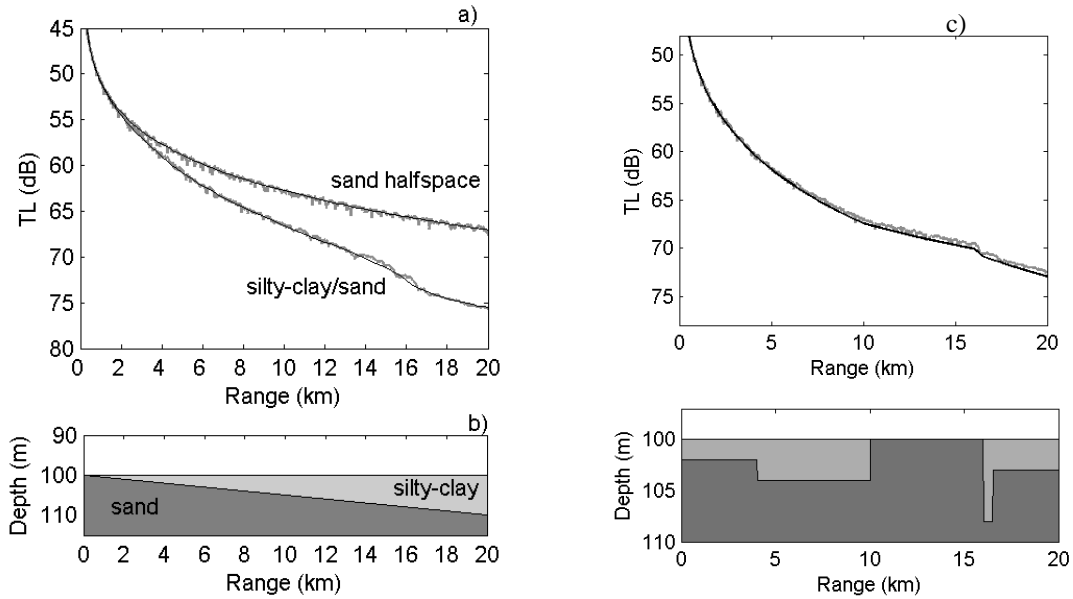 a)
45
50
55
60
65
70
75
80
TL (dB)
sand halfspace
silty-clay/sand
0 2 4 6 8 10 12 14 16 18 20
Range (km)
b)
90
100
110
Depth (m)
silty-clay
sand
0 2 4 6 8 10 12 14 16 18 20
Range (km)
c)
50
55
60
65
70
75
TL (dB)
0 5 10 15 20
Range (km)
100
105
110
Depth (m)
0 5 10 15 20
Range (km)